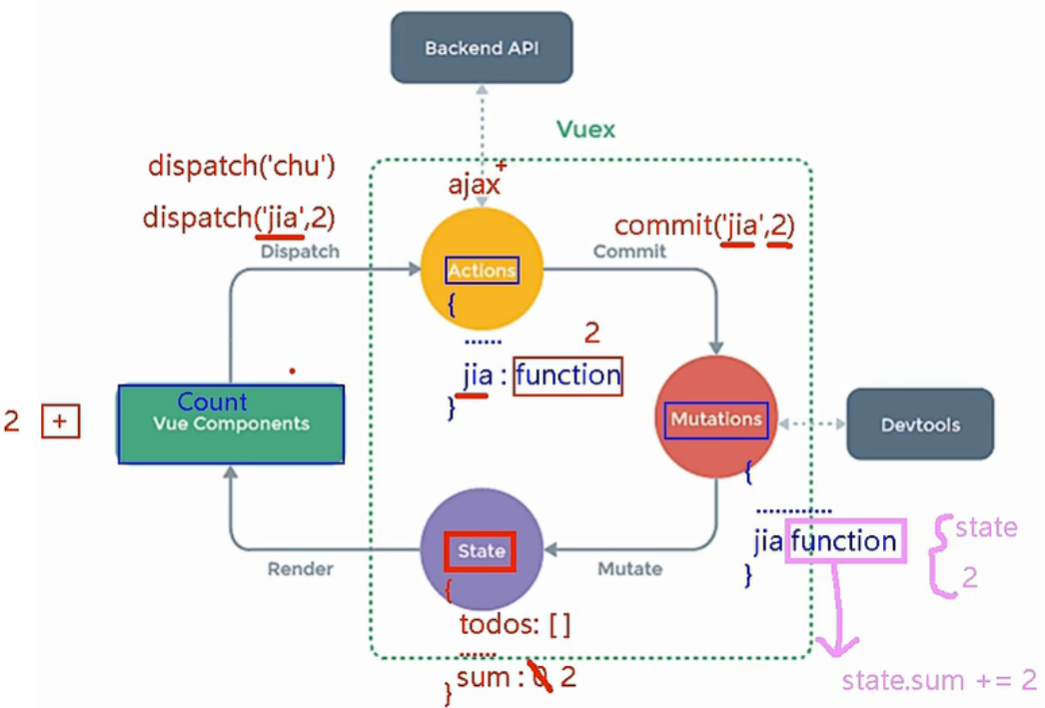 Backend API
Vuex
dispatch('chu')
ajax+
dispatch('jia',2)
commit('jia',2)
Dispatch
Commit
Actions
{
......
2
jia : function
}
Count
Vue Components
2 +
Mutations
Devtools
{
............
jia function
}
state
2
State
Render
Mutate
{
todos: [ ]
......
sum : 0 2
}
state.sum += 2